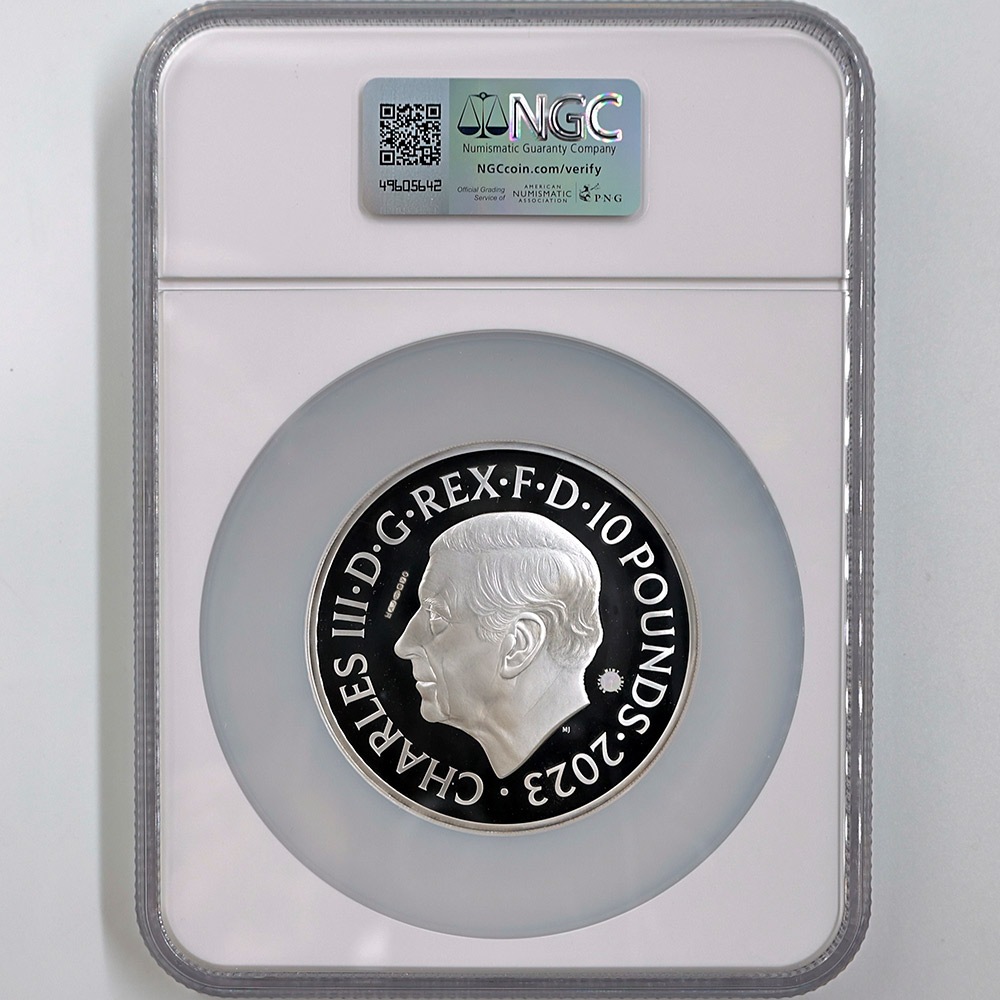 NGC
Numismatic Guaranty Company
NGCcoin.com/verify
49605642
Official Grading
Service of
AMERICAN
NUMISMATIC
ASSOCIATION
PNG
CHARLES III·D·G·REX·F·D·10 POUNDS·2023·
MJ